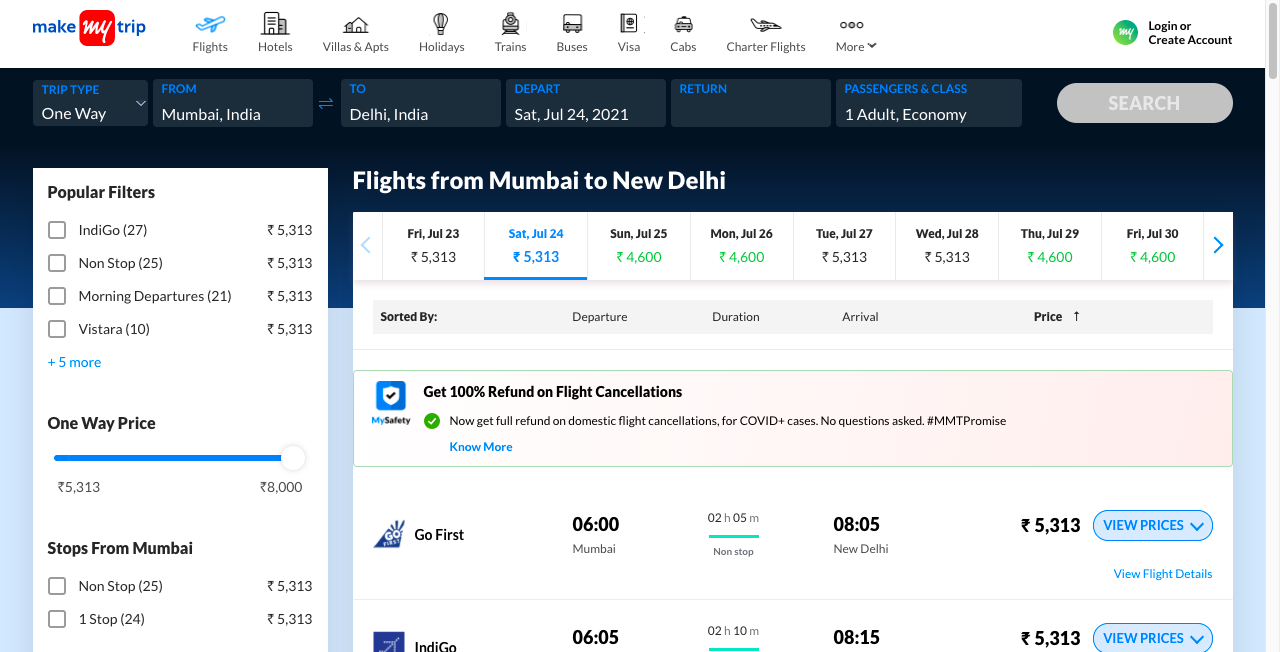 make my trip
Flights
Hotels
Villas & Apts
Holidays
Trains
Buses
Visa
Cabs
Charter Flights
More
my
Login or
Create Account
TRIP TYPE
One Way
FROM
Mumbai, India
TO
Delhi, India
DEPART
Sat, Jul 24, 2021
RETURN
PASSENGERS & CLASS
1 Adult, Economy
SEARCH
Popular Filters
IndiGo (27) ₹ 5,313
Non Stop (25) ₹ 5,313
Morning Departures (21) ₹ 5,313
Vistara (10) ₹ 5,313
+ 5 more
One Way Price
₹5,313 ₹8,000
Stops From Mumbai
Non Stop (25) ₹ 5,313
1 Stop (24) ₹ 5,313
Flights from Mumbai to New Delhi
Fri, Jul 23
₹ 5,313
Sat, Jul 24
₹ 5,313
Sun, Jul 25
₹ 4,600
Mon, Jul 26
₹ 4,600
Tue, Jul 27
₹ 5,313
Wed, Jul 28
₹ 5,313
Thu, Jul 29
₹ 4,600
Fri, Jul 30
₹ 4,600
Sorted By: Departure Duration Arrival Price ↑
MySafety
Get 100% Refund on Flight Cancellations
Now get full refund on domestic flight cancellations, for COVID+ cases. No questions asked. #MMTPromise
Know More
GO FIRST
Go First
06:00
Mumbai
02 h 05 m
Non stop
08:05
New Delhi
₹ 5,313
VIEW PRICES
View Flight Details
IndiGo
06:05
02 h 10 m
08:15
₹ 5,313
VIEW PRICES